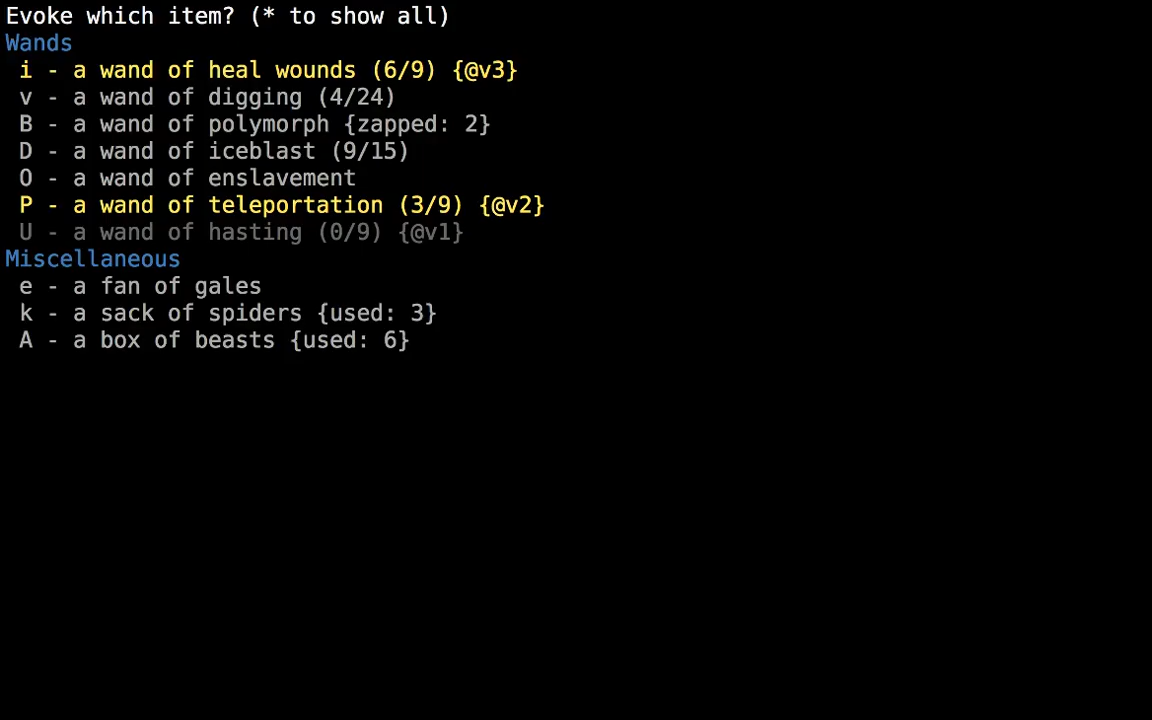 Evoke which item? (* to show all)
Wands
i - a wand of heal wounds (6/9) {@v3}
v - a wand of digging (4/24)
B - a wand of polymorph {zapped: 2}
D - a wand of iceblast (9/15)
O - a wand of enslavement
P - a wand of teleportation (3/9) {@v2}
U - a wand of hasting (0/9) {@v1}
Miscellaneous
e - a fan of gales
k - a sack of spiders {used: 3}
A - a box of beasts {used: 6}